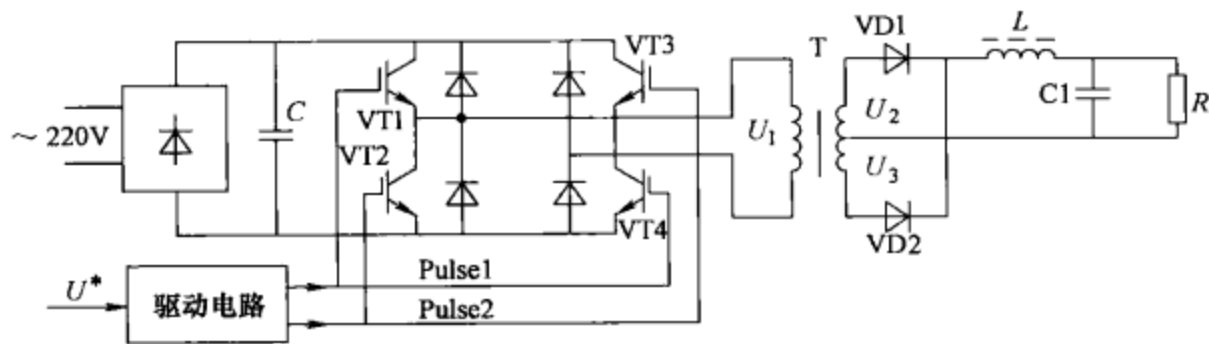 VT3
VD1
L
T
C
VT1
U1
U2
C1
R
~ 220V
VT2
U3
VT4
VD2
Pulse1
U*
驱动电路
Pulse2